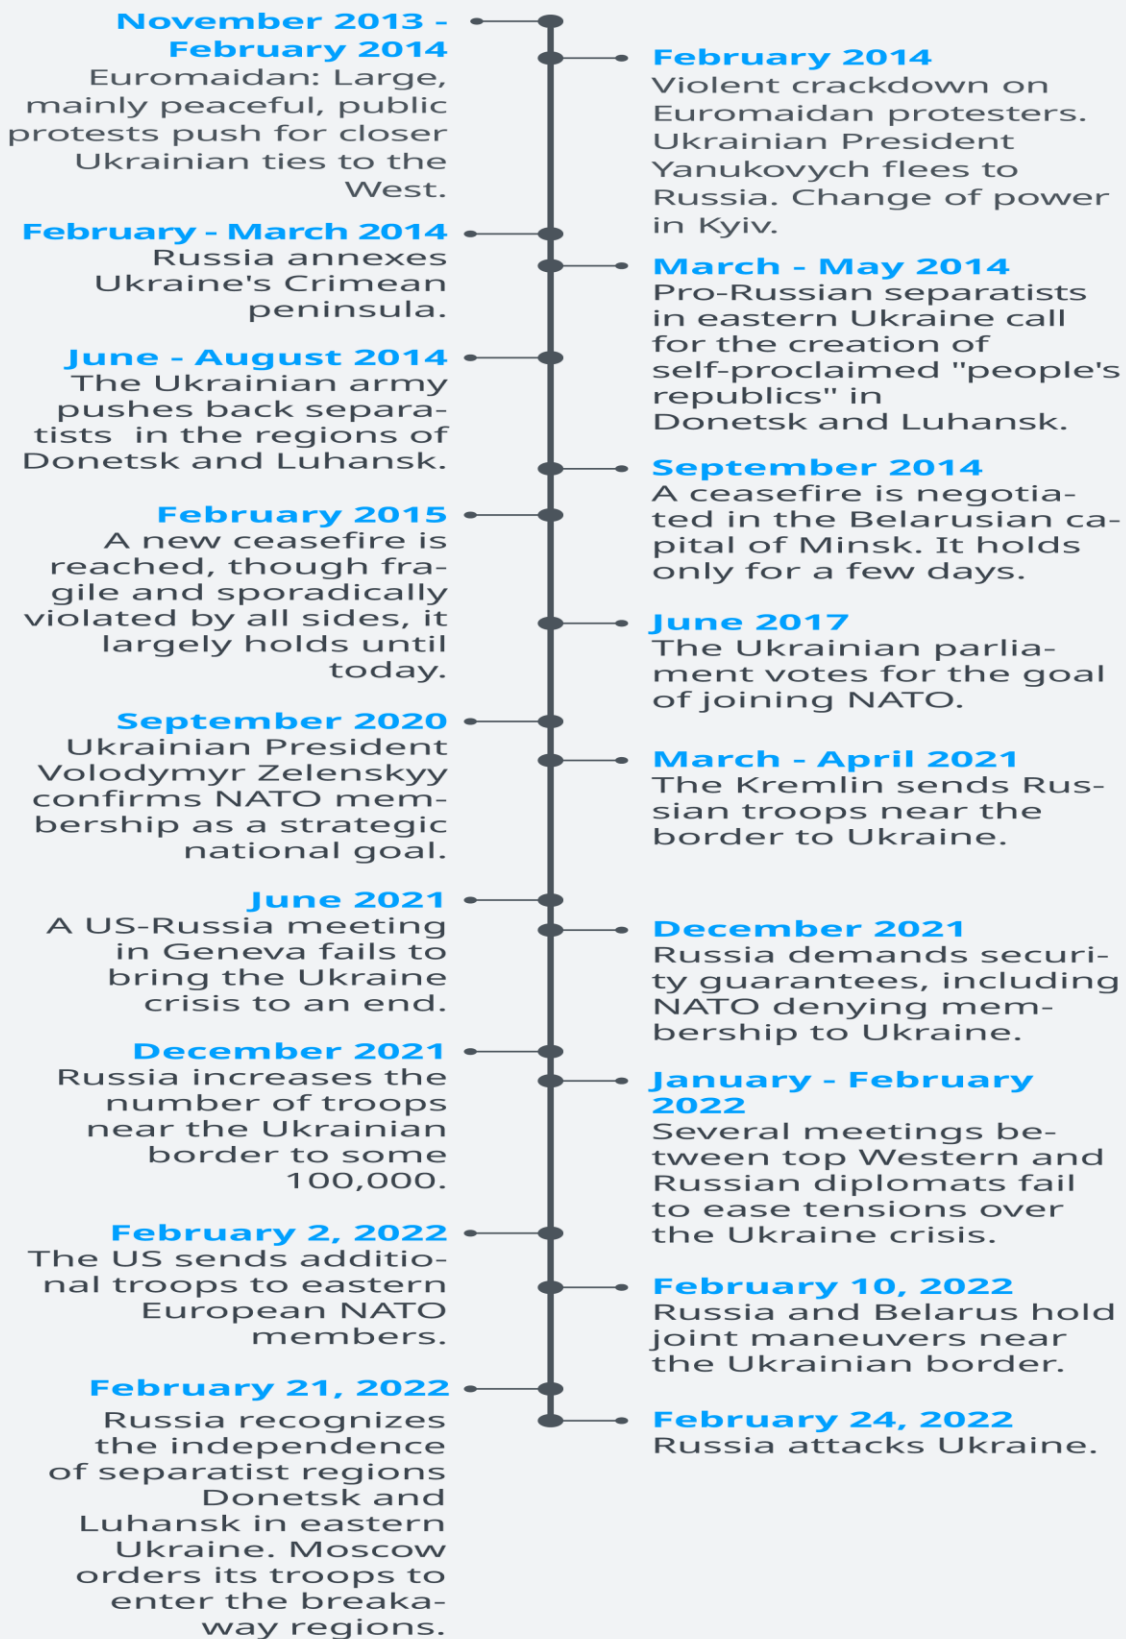 November 2013 -
February 2014
Euromaidan: Large,
mainly peaceful, public
protests push for closer
Ukrainian ties to the
West.
February 2014
Violent crackdown on
Euromaidan protesters.
Ukrainian President
Yanukovych flees to
Russia. Change of power
in Kyiv.
February - March 2014
Russia annexes
Ukraine's Crimean
peninsula.
March - May 2014
Pro-Russian separatists
in eastern Ukraine call
for the creation of
self-proclaimed "people's
republics" in
Donetsk and Luhansk.
June - August 2014
The Ukrainian army
pushes back separa-
tists in the regions of
Donetsk and Luhansk.
September 2014
A ceasefire is negotia-
ted in the Belarusian ca-
pital of Minsk. It holds
only for a few days.
February 2015
A new ceasefire is
reached, though fra-
gile and sporadically
violated by all sides, it
largely holds until
today.
June 2017
The Ukrainian parlia-
ment votes for the goal
of joining NATO.
September 2020
Ukrainian President
Volodymyr Zelenskyy
confirms NATO mem-
bership as a strategic
national goal.
March - April 2021
The Kremlin sends Rus-
sian troops near the
border to Ukraine.
June 2021
A US-Russia meeting
in Geneva fails to
bring the Ukraine
crisis to an end.
December 2021
Russia demands securi-
ty guarantees, including
NATO denying mem-
bership to Ukraine.
December 2021
Russia increases the
number of troops
near the Ukrainian
border to some
100,000.
January - February
2022
Several meetings be-
tween top Western and
Russian diplomats fail
to ease tensions over
the Ukraine crisis.
February 2, 2022
The US sends additio-
nal troops to eastern
European NATO
members.
February 10, 2022
Russia and Belarus hold
joint maneuvers near
the Ukrainian border.
February 21, 2022
Russia recognizes
the independence
of separatist regions
Donetsk and
Luhansk in eastern
Ukraine. Moscow
orders its troops to
enter the breaka-
way regions.
February 24, 2022
Russia attacks Ukraine.